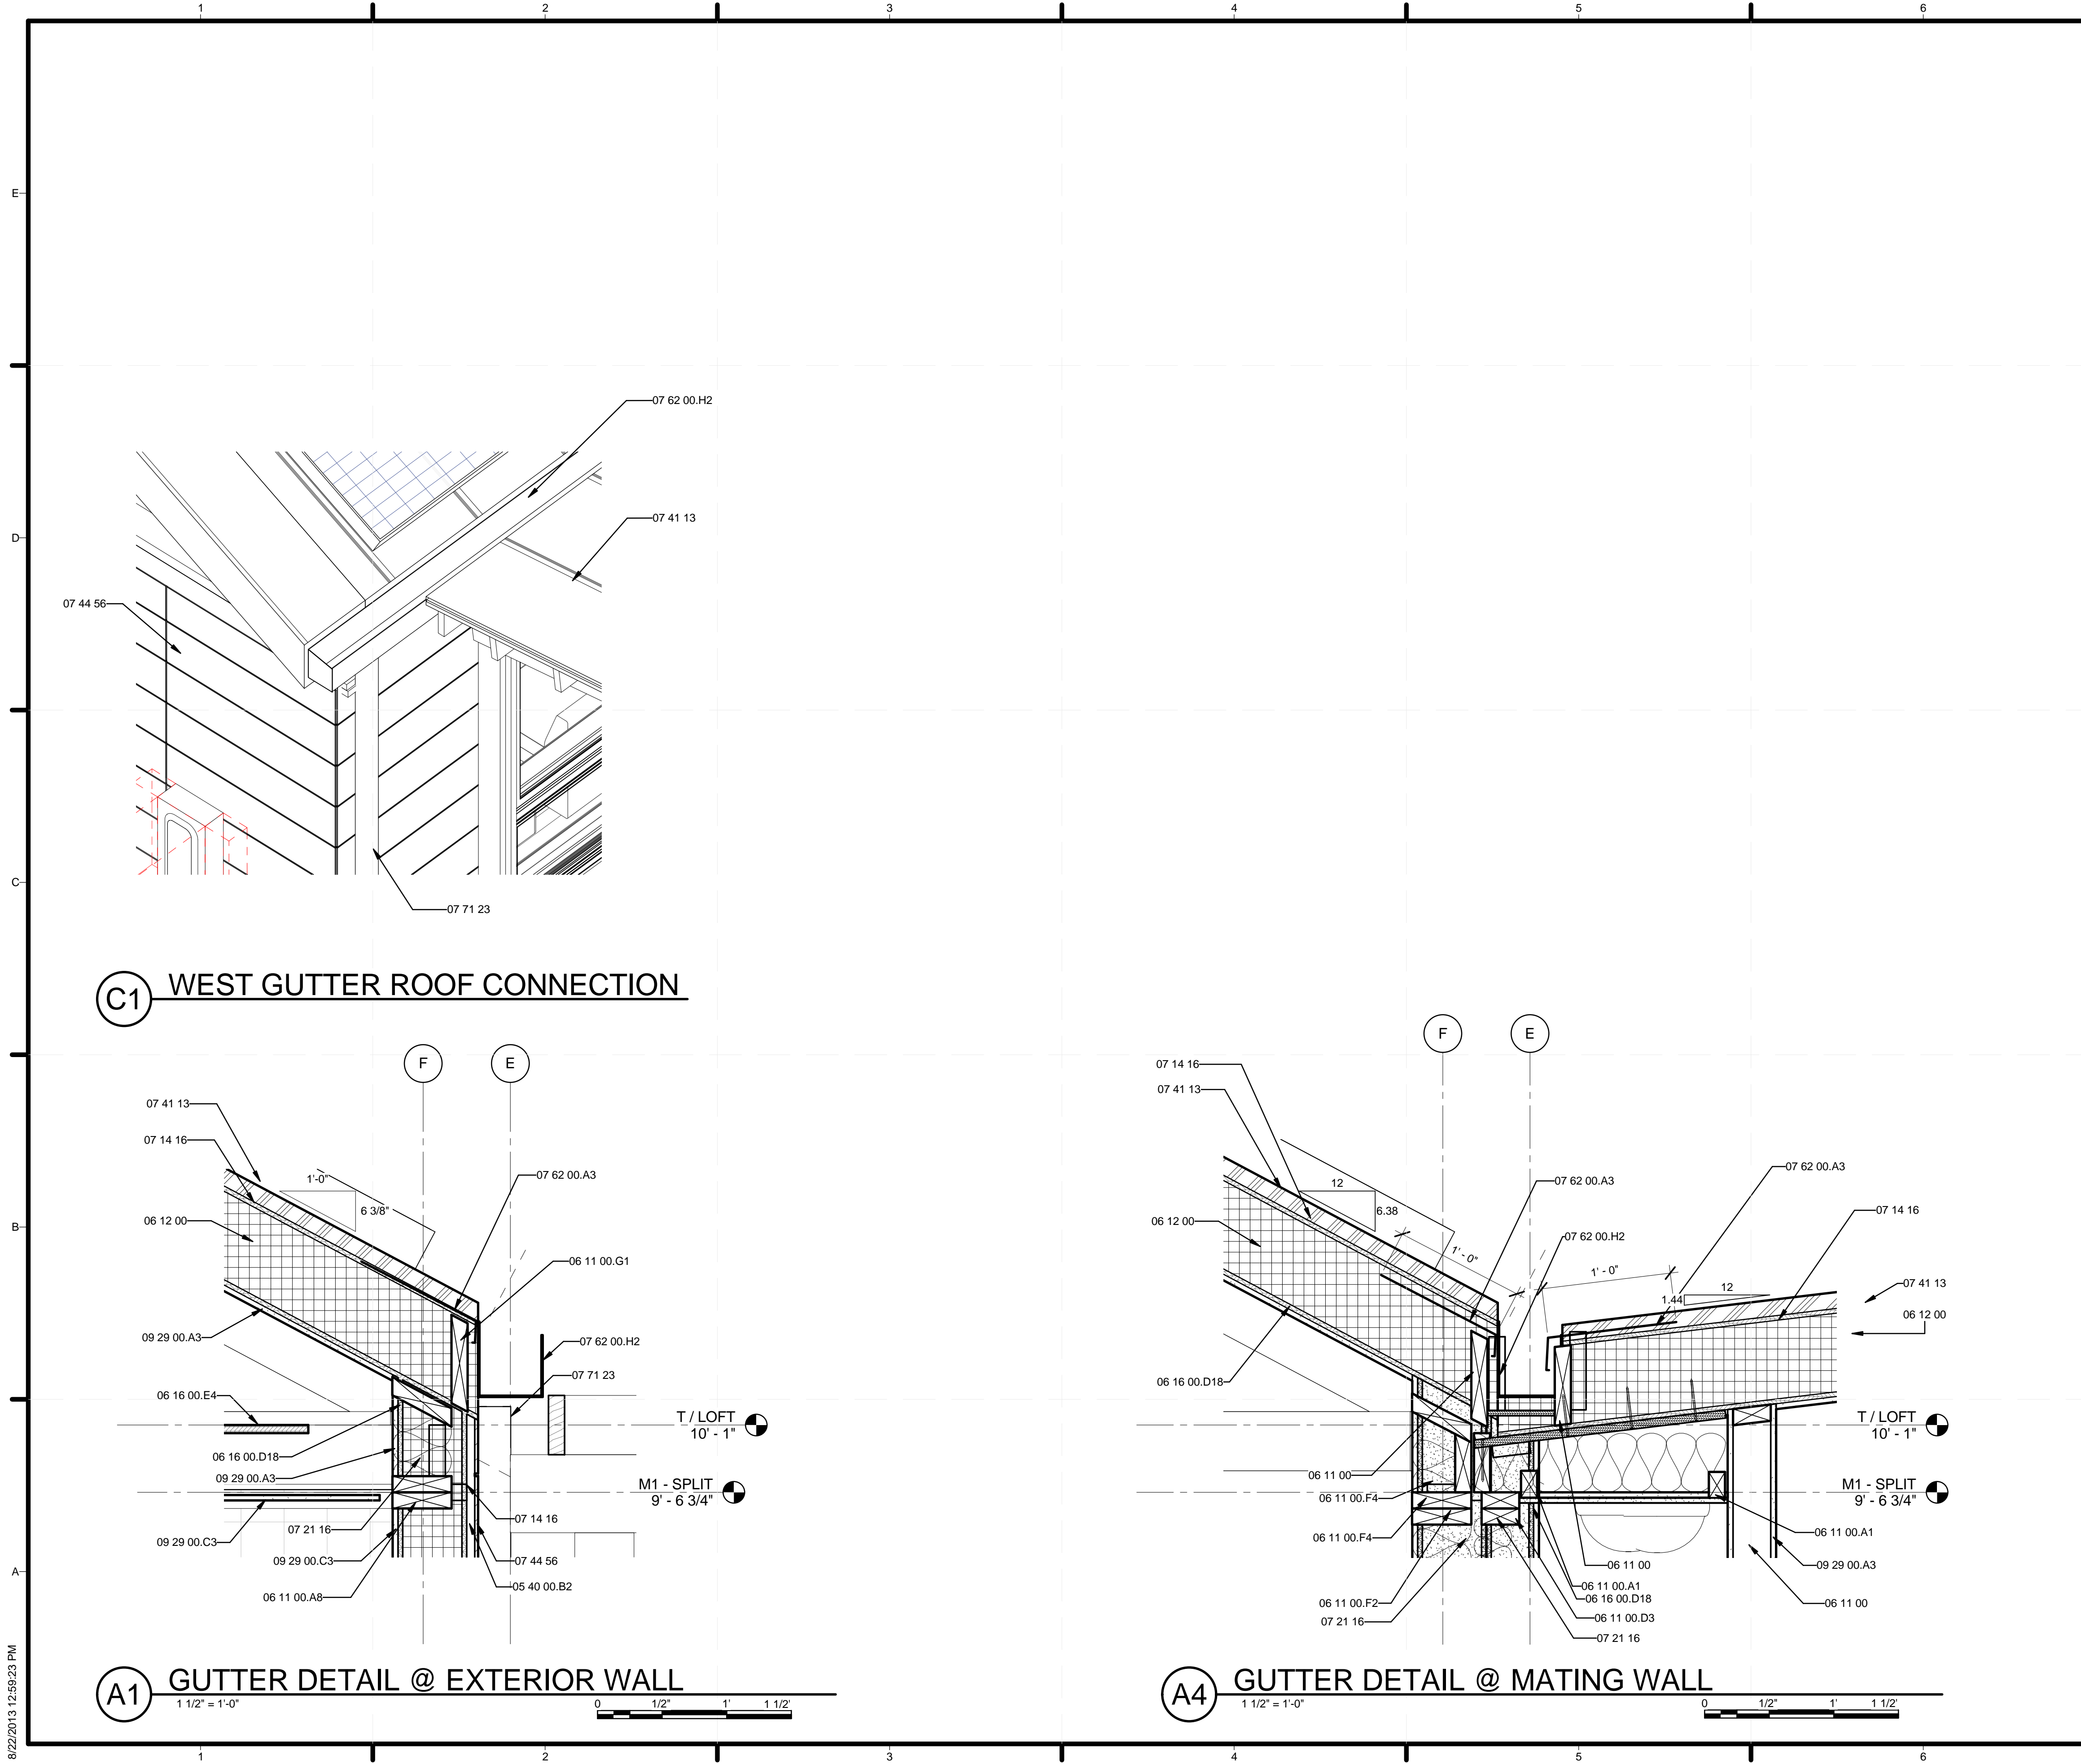 1 2 3 4 5 6
E
D
C
B
A
07 62 00.H2
07 41 13
07 44 56
07 71 23
C1 WEST GUTTER ROOF CONNECTION
F E
07 41 13
07 14 16
1'-0"
6 3/8"
07 62 00.A3
06 12 00
06 11 00.G1
09 29 00.A3
07 62 00.H2
07 71 23
06 16 00.E4
T / LOFT
10' - 1"
06 16 00.D18
09 29 00.A3
M1 - SPLIT
9' - 6 3/4"
07 21 16
07 14 16
09 29 00.C3
09 29 00.C3
07 44 56
05 40 00.B2
06 11 00.A8
A1 GUTTER DETAIL @ EXTERIOR WALL
1 1/2" = 1'-0"
0 1/2" 1' 1 1/2'
F E
07 14 16
07 41 13
12
6.38
07 62 00.A3
07 62 00.A3
06 12 00
07 14 16
07 62 00.H2
1' - 0"
1' - 0"
12
1.44
07 41 13
06 12 00
06 16 00.D18
T / LOFT
10' - 1"
06 11 00
M1 - SPLIT
9' - 6 3/4"
06 11 00.F4
06 11 00.A1
06 11 00.F4
06 11 00
09 29 00.A3
06 11 00.A1
06 16 00.D18
06 11 00.F2
06 11 00
06 11 00.D3
07 21 16
07 21 16
A4 GUTTER DETAIL @ MATING WALL
1 1/2" = 1'-0"
0 1/2" 1' 1 1/2'
8/22/2013 12:59:23 PM
1 2 3 4 5 6